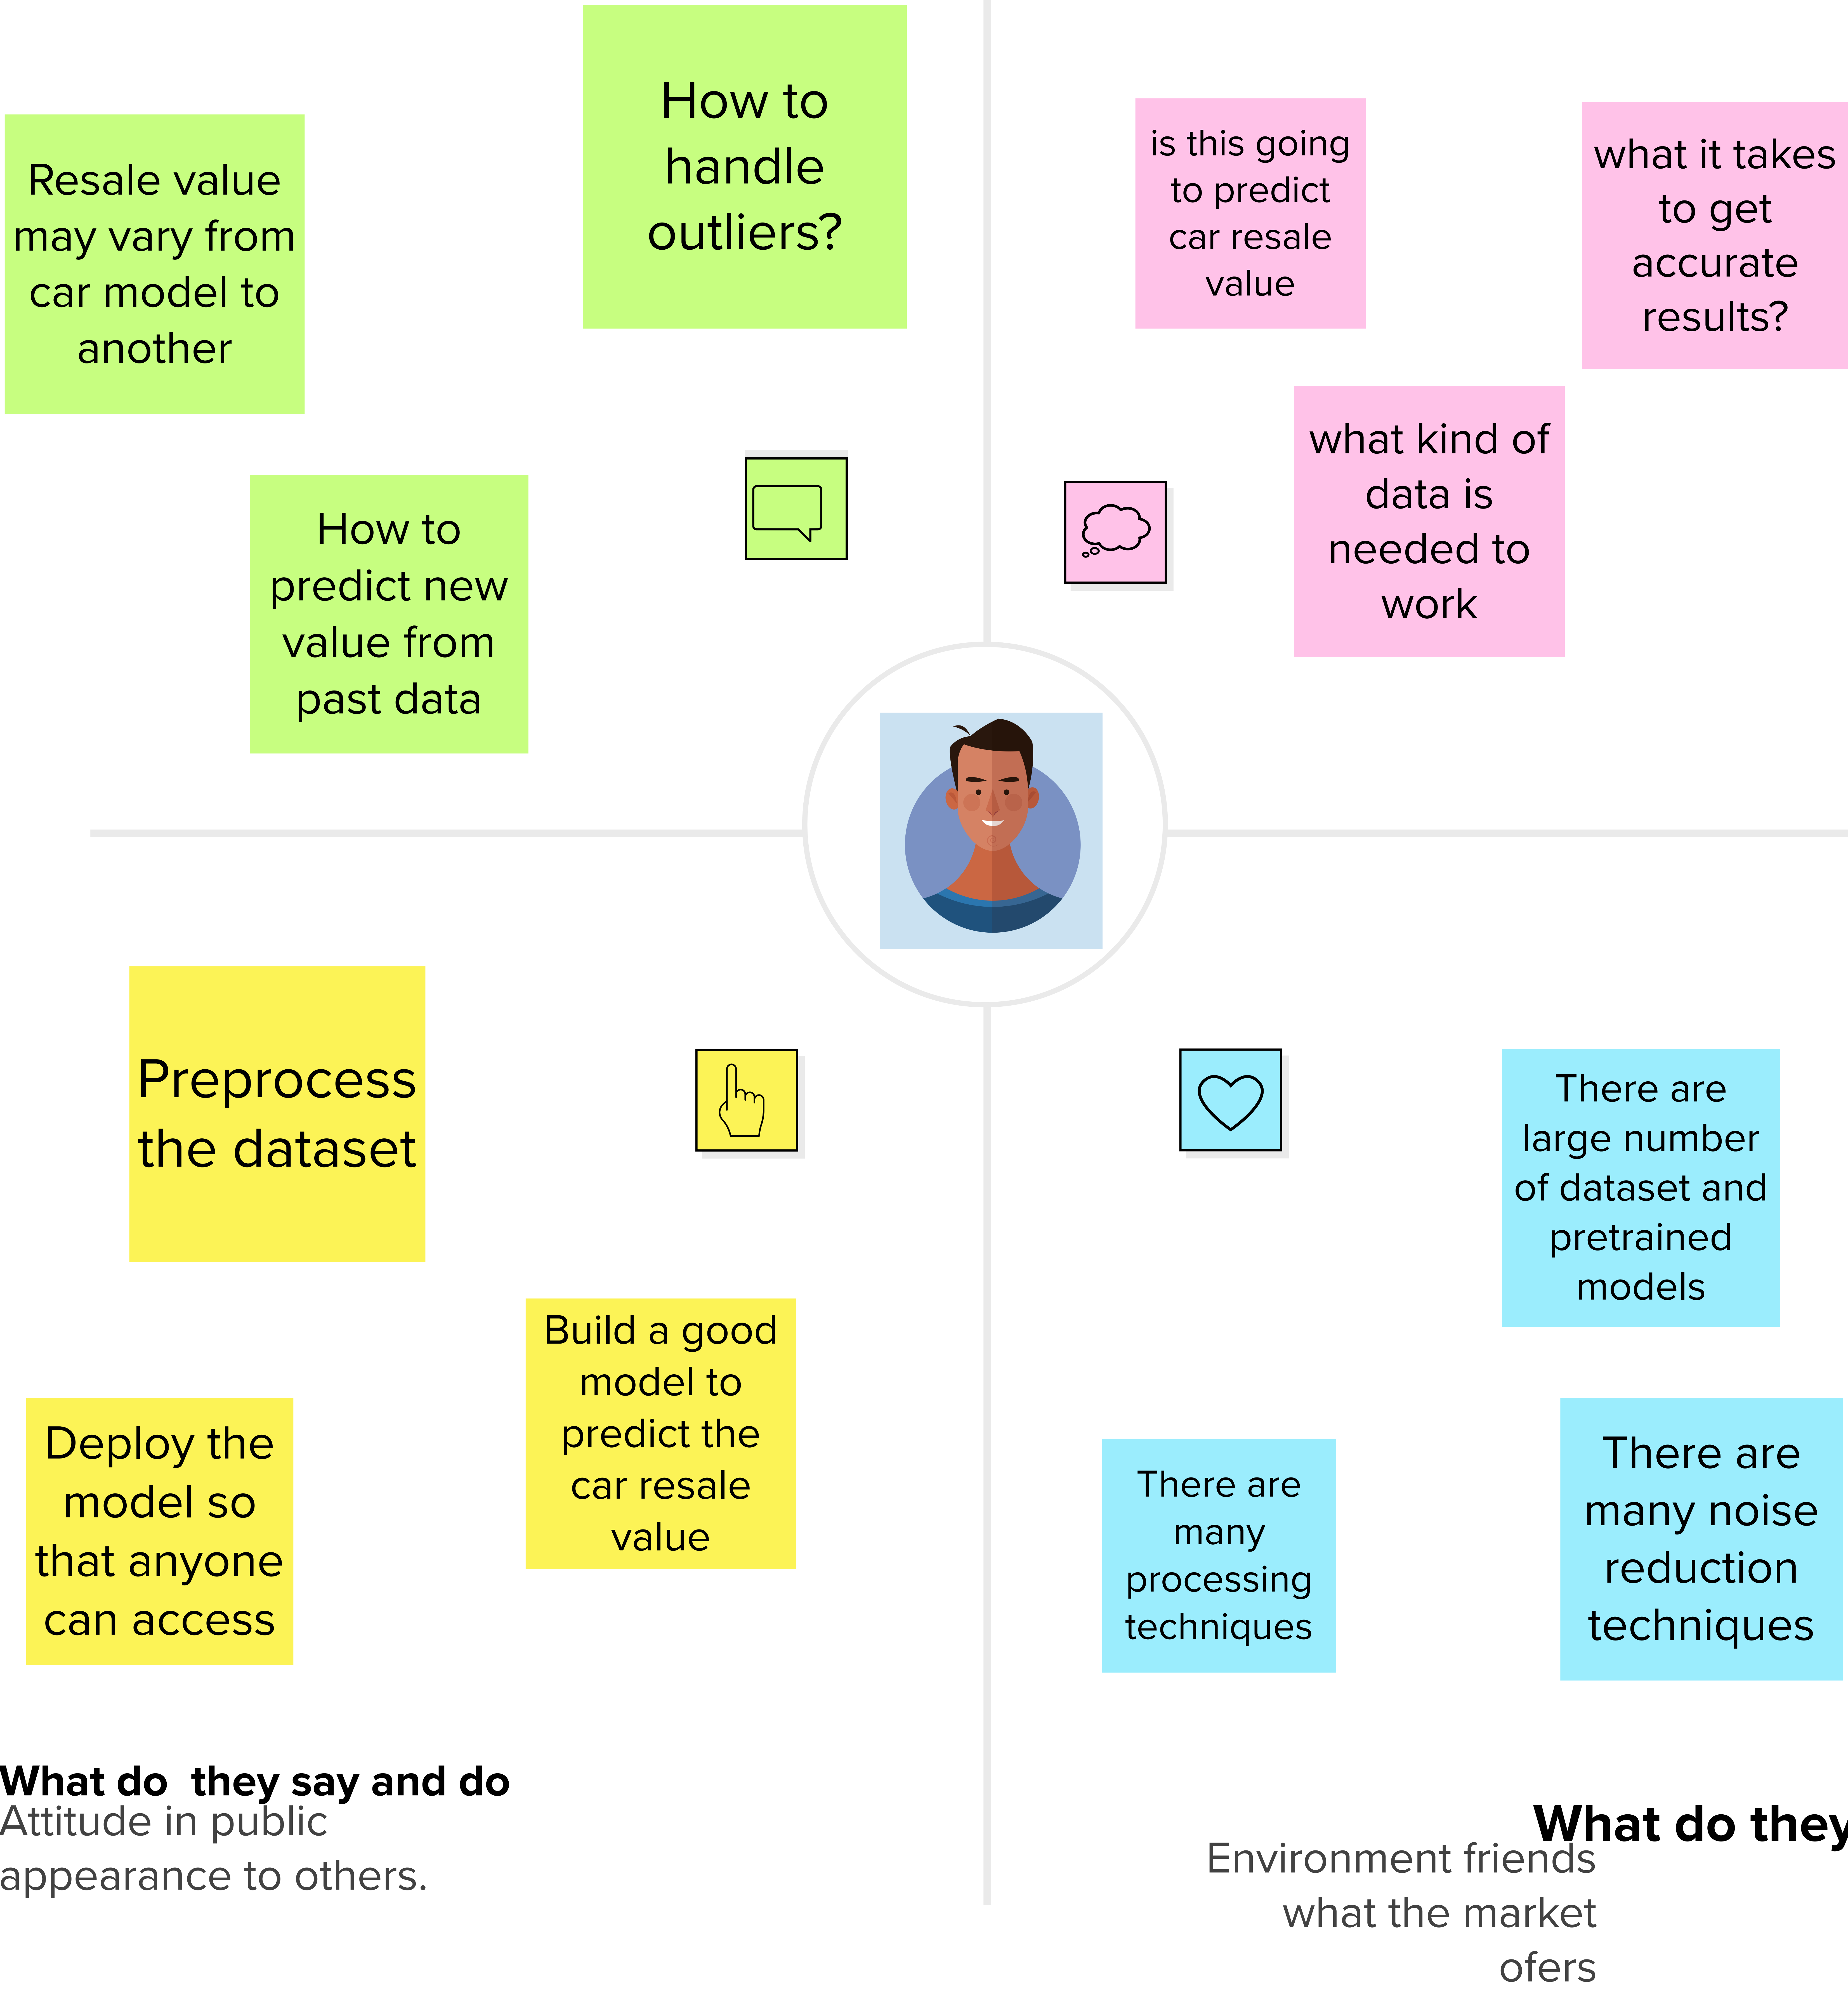 Resale value
may vary from
car model to
another
How to
handle
outliers?
How to
predict new
value from
past data
is this going
to predict
car resale
value
what it takes
to get
accurate
results?
what kind of
data is
needed to
work
Preprocess
the dataset
Build a good
model to
predict the
car resale
value
Deploy the
model so
that anyone
can access
There are
large number
of dataset and
pretrained
models
There are
many
processing
techniques
There are
many noise
reduction
techniques
What do they say and do
Attitude in public
appearance to others.
What do they
Environment friends
what the market
ofers